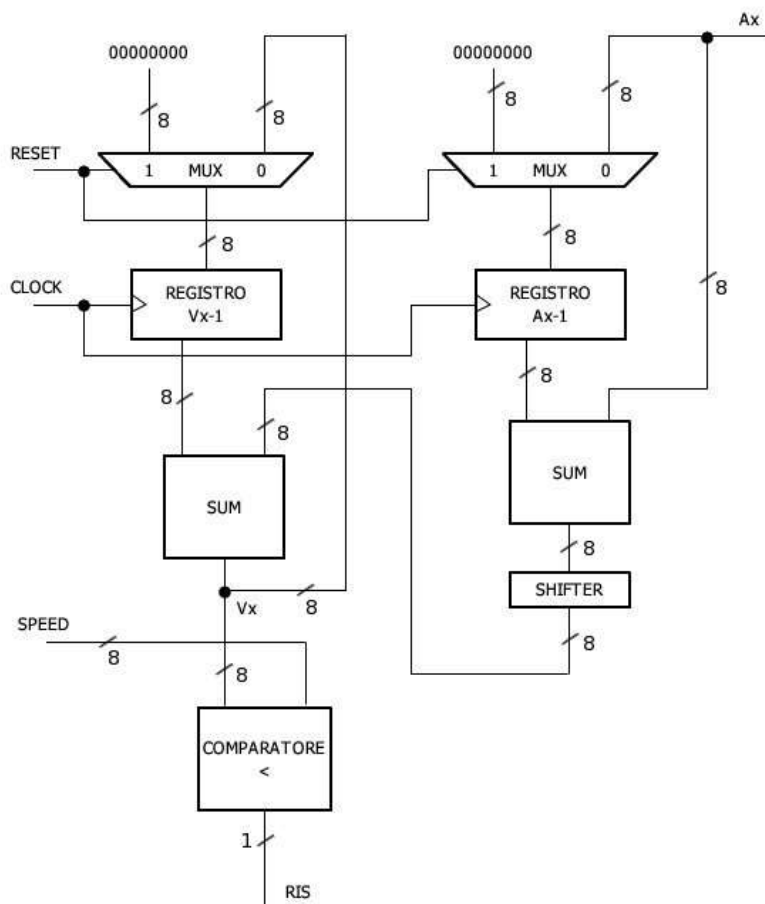 Ax
00000000
00000000
8
8
8
8
RESET
1 MUX 0
1 MUX 0
8
8
8
CLOCK
REGISTRO
Vx-1
REGISTRO
Ax-1
8
8
8
SUM
SUM
8
SHIFTER
Vx
8
SPEED
8
8
8
COMPARATORE
<
1
RIS